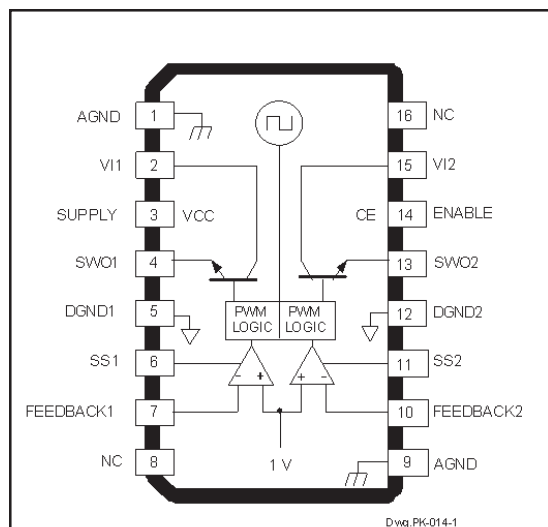 AGND 1 16 NC
VI1 2 15 VI2
SUPPLY 3 VCC CE 14 ENABLE
SWO1 4 13 SWO2
DGND1 5 PWM LOGIC PWM LOGIC 12 DGND2
SS1 6 11 SS2
- + + -
FEEDBACK1 7 10 FEEDBACK2
NC 8 1 V 9 AGND
Dwg.PK-014-1